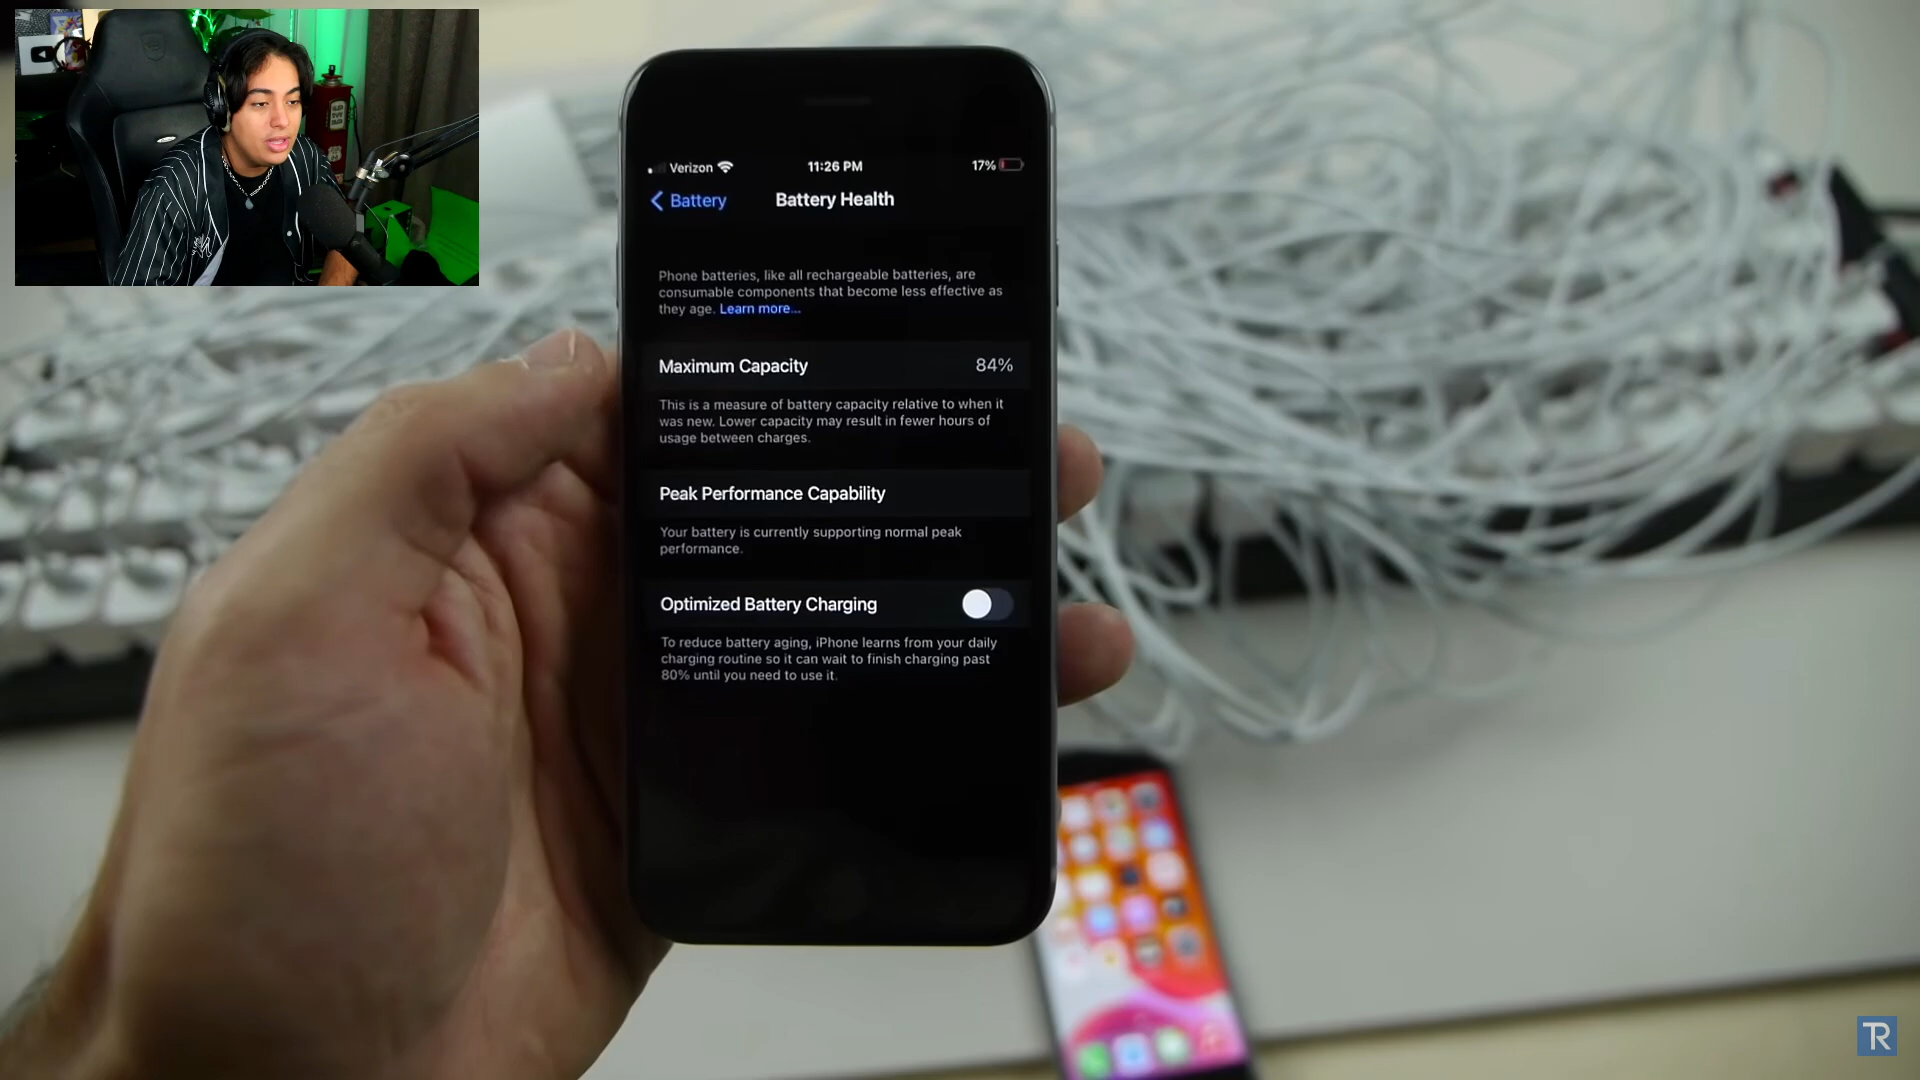 Verizon 11:26 PM 17%
Battery Battery Health
Phone batteries, like all rechargeable batteries, are
consumable components that become less effective as
they age. Learn more...
Maximum Capacity 84%
This is a measure of battery capacity relative to when it
was new. Lower capacity may result in fewer hours of
usage between charges.
Peak Performance Capability
Your battery is currently supporting normal peak
performance.
Optimized Battery Charging
To reduce battery aging, iPhone learns from your daily
charging routine so it can wait to finish charging past
80% until you need to use it.
TR